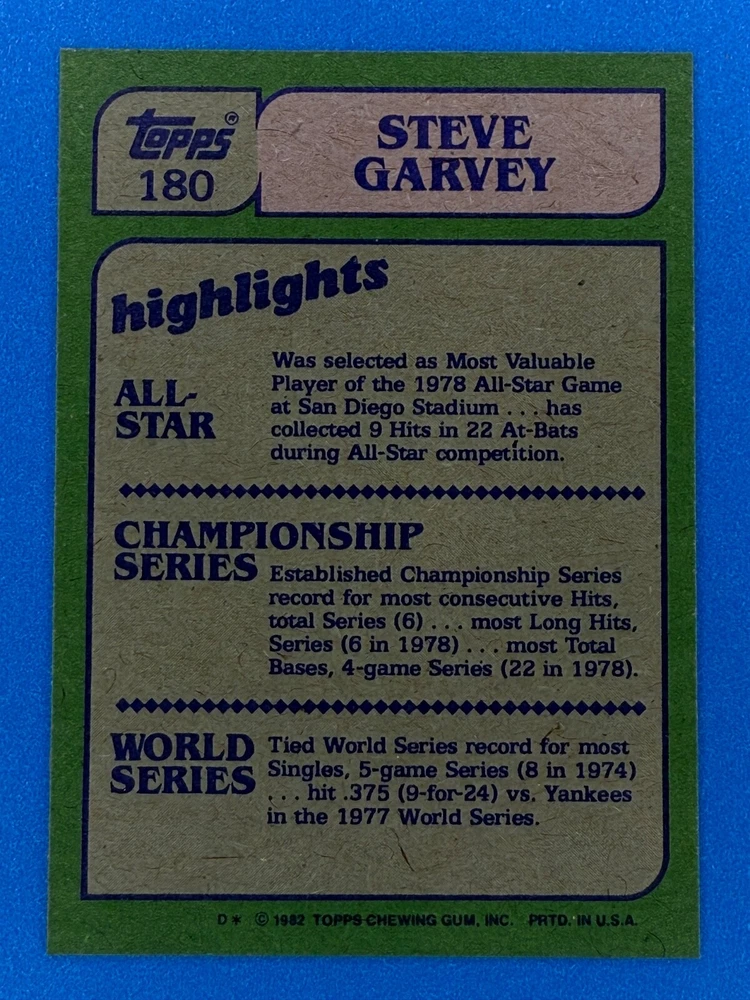 Topps®
180
STEVE
GARVEY
highlights
ALL-
STAR
Was selected as Most Valuable
Player of the 1978 All-Star Game
at San Diego Stadium . . . has
collected 9 Hits in 22 At-Bats
during All-Star competition.
CHAMPIONSHIP
SERIES
Established Championship Series
record for most consecutive Hits,
total Series (6) . . . most Long Hits,
Series (6 in 1978) . . . most Total
Bases, 4-game Series (22 in 1978).
WORLD
SERIES
Tied World Series record for most
Singles, 5-game Series (8 in 1974)
. . . hit .375 (9-for-24) vs. Yankees
in the 1977 World Series.
D* © 1982 TOPPS CHEWING GUM, INC. PRTD. IN U.S.A.